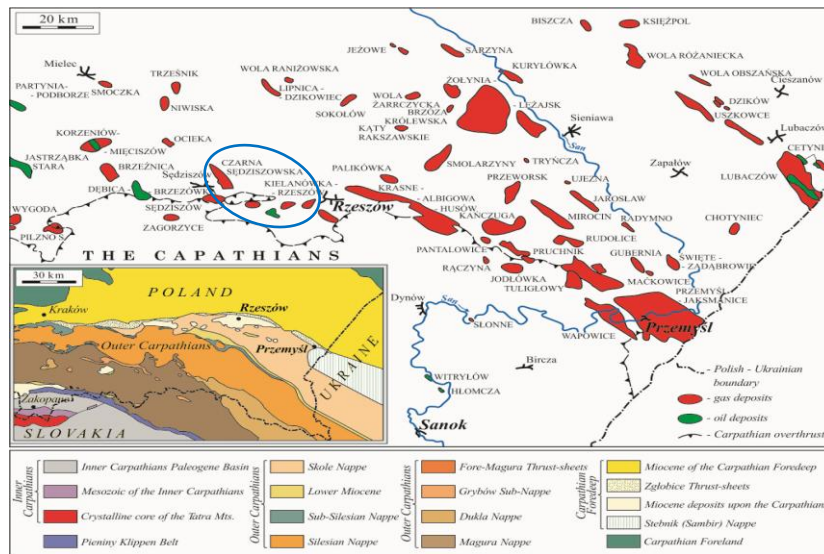 20 km
BISZCZA
KSIĘŻPOL
JEŻOWE
SARZYNA
Mielec
WOLA RANIŻOWSKA
KURYŁÓWKA
WOLA RÓŻANIECKA
PARTYNIA-
- PODBORZE
SMOCZKA
TRZEŚNIK
LIPNICA -
DZIKOWIEC
WOLA
ŻARRCZYCKA
ŻOŁYNIA -
- LEŻAJSK
WOLA OBSZAŃSKA
Cieszanów
NIWISKA
SOKOŁÓW
BRZÓZA
KRÓLEWSKA
Sieniawa
DZIKÓW
USZKOWCE
KORZENIÓW-
- MIĘCISZÓW
OCIEKA
KĄTY
RAKSZAWSKIE
San
Lubaczów
CETYNIA
JASTRZĄBKA
STARA
BRZEŹNICA
CZARNA
SĘDZISZOWSKA
SMOLARZYNY
TRYŃCZA
Zapałów
Sędziszów
PALIKÓWKA
DĘBICA
BRZEZÓWKA
KIELANÓWKA -
- RZESZÓW
KRASNE-
PRZEWORSK
UJEZNA
LUBACZÓW
WYGODA
SĘDZISZÓW
Rzeszów
- ALBIGOWA
HUSÓW
JAROSŁAW
PILZNO S.
ZAGORZYCE
KAŃCZUGA
MIROCIN
RADYMNO
CHOTYNIEC
THE CAPATHIANS
PANTALOWICE
PRUCHNIK
RUDOLICE
RĄCZYNA
GUBERNIA
ŚWIĘTE -
- ZADĄBROWIE
JODŁÓWKA
TULIGŁOWY
MAĆKOWICE
PRZEMYŚL
- JAKSMANICE
30 km
POLAND
Kraków
Rzeszów
Dynów
San
SŁONNE
WAPOWICE
Przemyśl
Outer Carpathians
Przemyśl
Bircza
WITRYŁÓW
HŁOMCZA
UKRAINE
Zakopane
SLOVAKIA
Sanok
- Polish - Ukrainian
boundary
- gas deposits
- oil deposits
- Carpathian overthrust
Inner
Carpathians
Inner Carpathians Paleogene Basin
Mesozoic of the Inner Carpathians
Crystalline core of the Tatra Mts.
Pieniny Klippen Belt
Outer Carpathians
Skole Nappe
Lower Miocene
Sub-Silesian Nappe
Silesian Nappe
Outer Carpathians
Fore-Magura Thrust-sheets
Grybów Sub-Nappe
Dukla Nappe
Magura Nappe
Carpathian
Foredeep
Miocene of the Carpathian Foredeep
Zgłobice Thrust-sheets
Miocene deposits upon the Carpathian
Stebnik (Sambir) Nappe
Carpathian Foreland